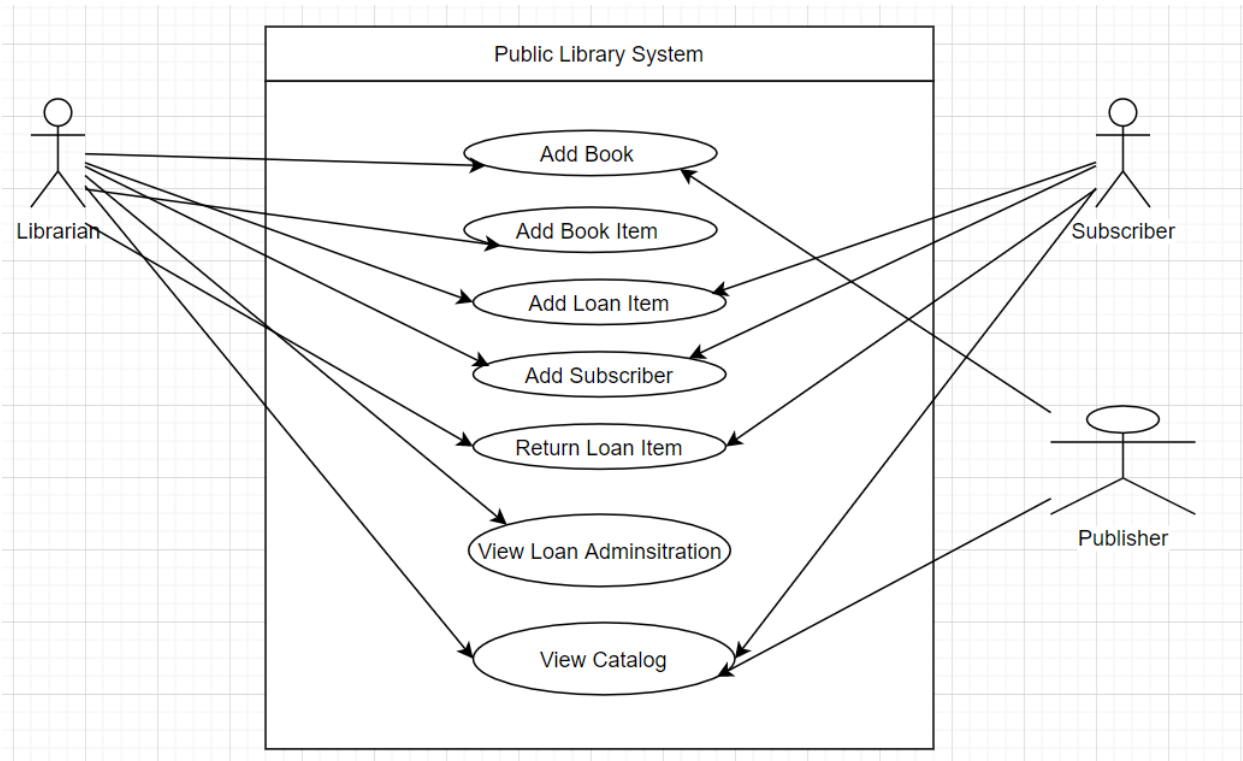 Public Library System
Librarian
Subscriber
Publisher
Add Book
Add Book Item
Add Loan Item
Add Subscriber
Return Loan Item
View Loan Adminsitration
View Catalog